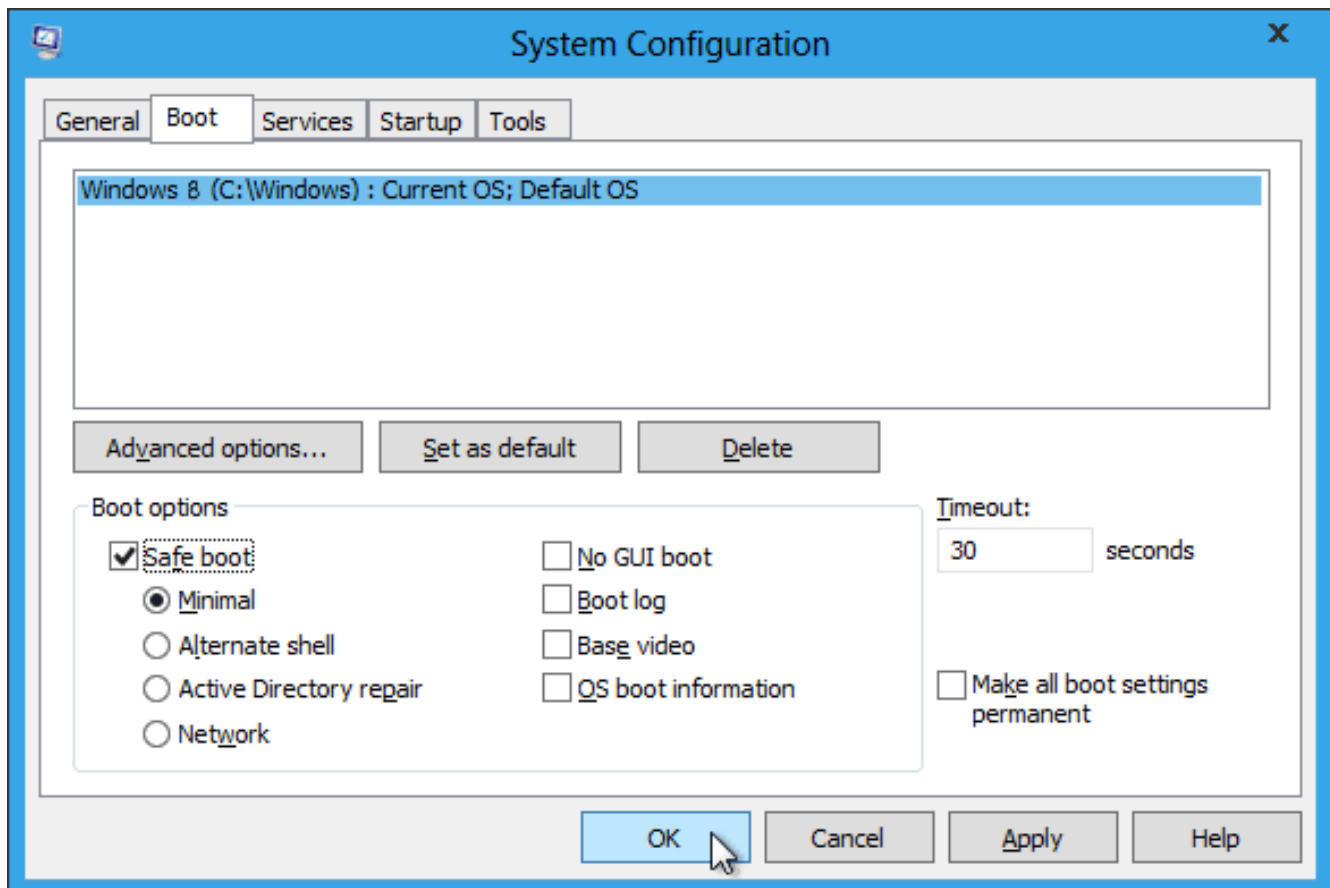 System Configuration
x
General Boot Services Startup Tools
Windows 8 (C:\Windows) : Current OS; Default OS
Advanced options... Set as default Delete
Boot options
Timeout:
Safe boot No GUI boot 30 seconds
Minimal Boot log
Alternate shell Base video
Active Directory repair OS boot information Make all boot settings
permanent
Network
OK Cancel Apply Help